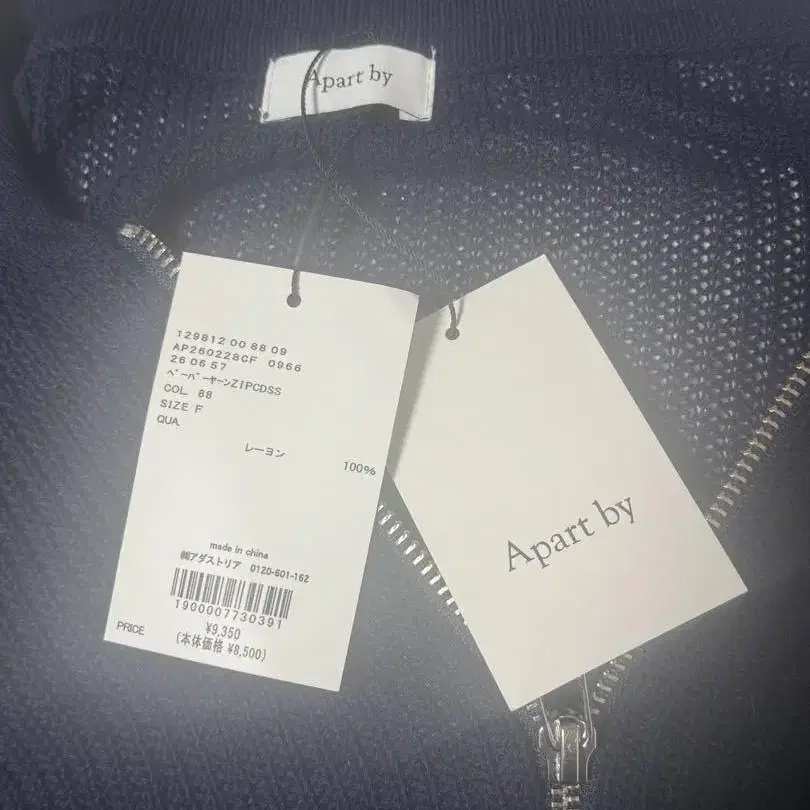 Apart by
129812 00 88 09
AP260228CF 0966
26 06 57
ペーパーヤーンZIPCDSS
COL. 88
SIZE F
QUA.
レーヨン 100%
made in china
㈱アダストリア 0120-601-162
1900007730391
PRICE ¥9,350
(本体価格 ¥8,500)
Apart by